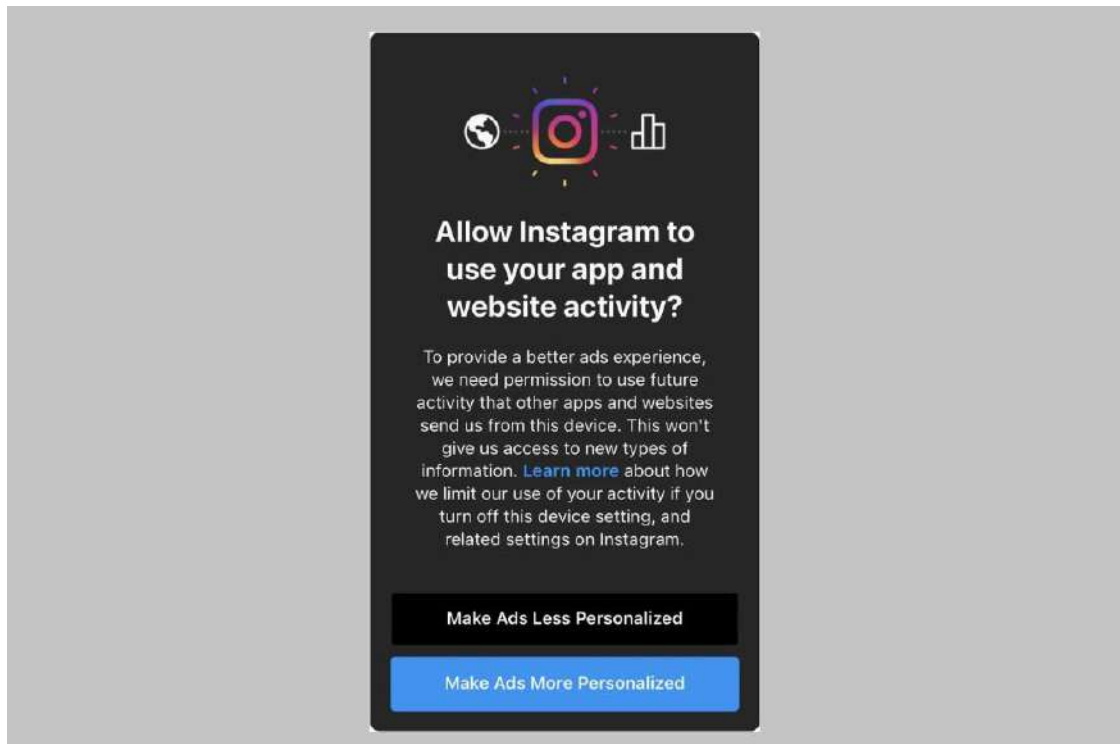 Allow Instagram to
use your app and
website activity?
To provide a better ads experience,
we need permission to use future
activity that other apps and websites
send us from this device. This won't
give us access to new types of
information. Learn more about how
we limit our use of your activity if you
turn off this device setting, and
related settings on Instagram.
Make Ads Less Personalized
Make Ads More Personalized